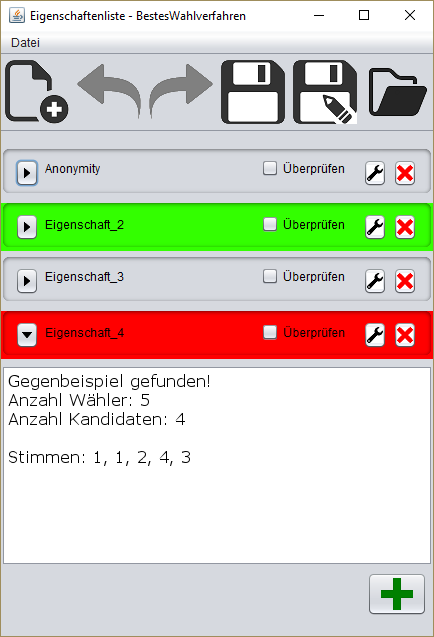 Eigenschaftenliste - BestesWahlverfahren
Datei
Anonymity Überprüfen
Eigenschaft_2 Überprüfen
Eigenschaft_3 Überprüfen
Eigenschaft_4 Überprüfen
Gegenbeispiel gefunden!
Anzahl Wähler: 5
Anzahl Kandidaten: 4
Stimmen: 1, 1, 2, 4, 3